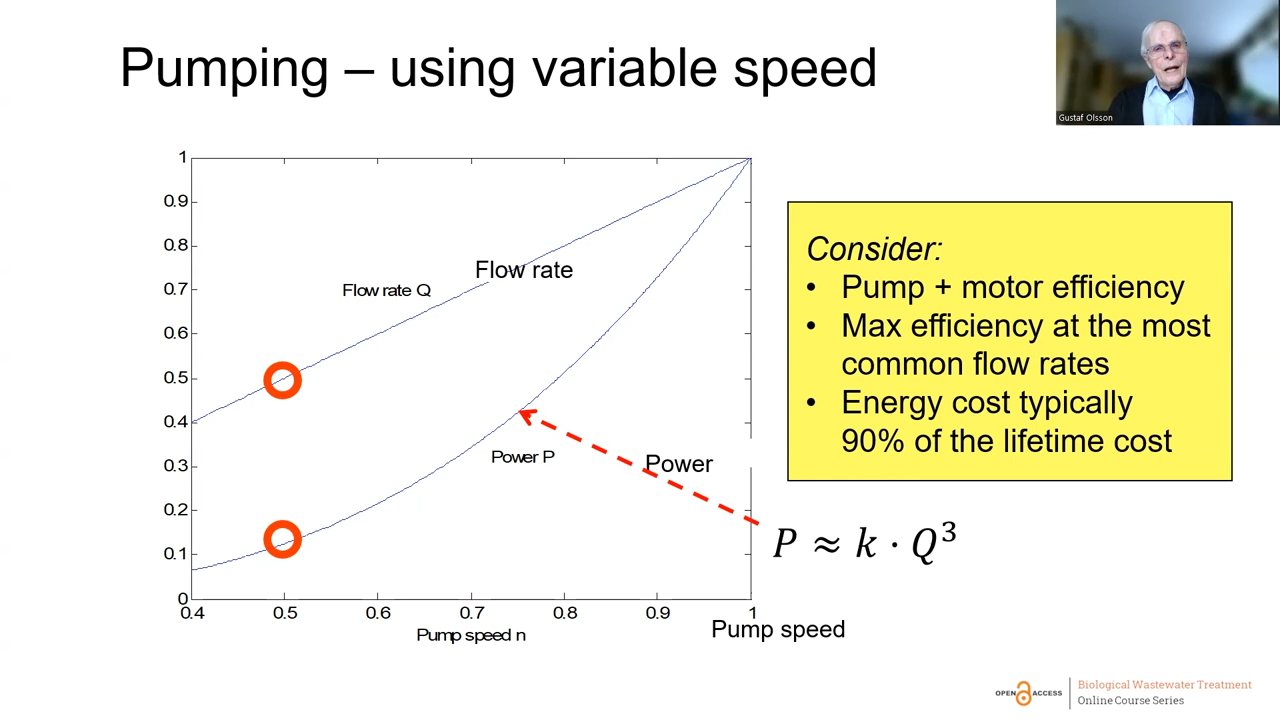 Pumping – using variable speed
Gustaf Olsson
1
0.9
0.8
0.7
0.6
0.5
0.4
0.3
0.2
0.1
0
Flow rate Q
Flow rate
Power P
Power
0.4 0.5 0.6 0.7 0.8 0.9 1
Pump speed n
Pump speed
Consider:
• Pump + motor efficiency
• Max efficiency at the most
common flow rates
• Energy cost typically
90% of the lifetime cost
P ≈ k · Q³
OPEN ACCESS
Biological Wastewater Treatment
Online Course Series